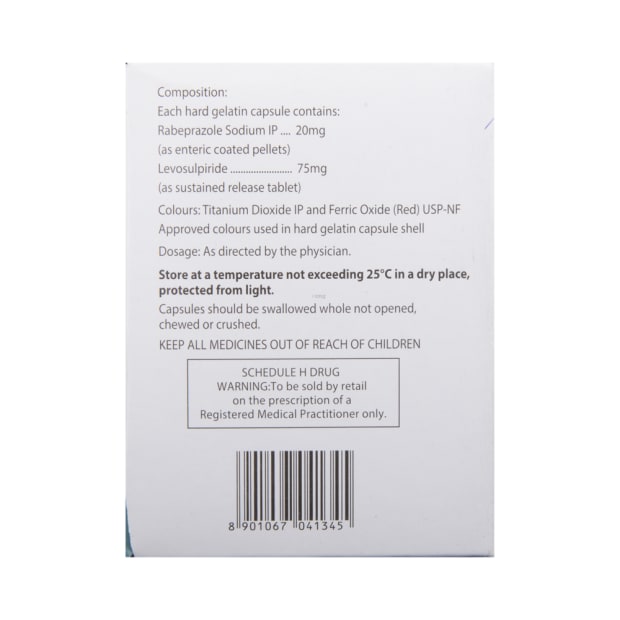 Composition:
Each hard gelatin capsule contains:
Rabeprazole Sodium IP .... 20mg
(as enteric coated pellets)
Levosulpiride ........................ 75mg
(as sustained release tablet)
Colours: Titanium Dioxide IP and Ferric Oxide (Red) USP-NF
Approved colours used in hard gelatin capsule shell
Dosage: As directed by the physician.
Store at a temperature not exceeding 25°C in a dry place,
protected from light.
Capsules should be swallowed whole not opened,
chewed or crushed.
KEEP ALL MEDICINES OUT OF REACH OF CHILDREN
SCHEDULE H DRUG
WARNING:To be sold by retail
on the prescription of a
Registered Medical Practitioner only.
8 901067 041345